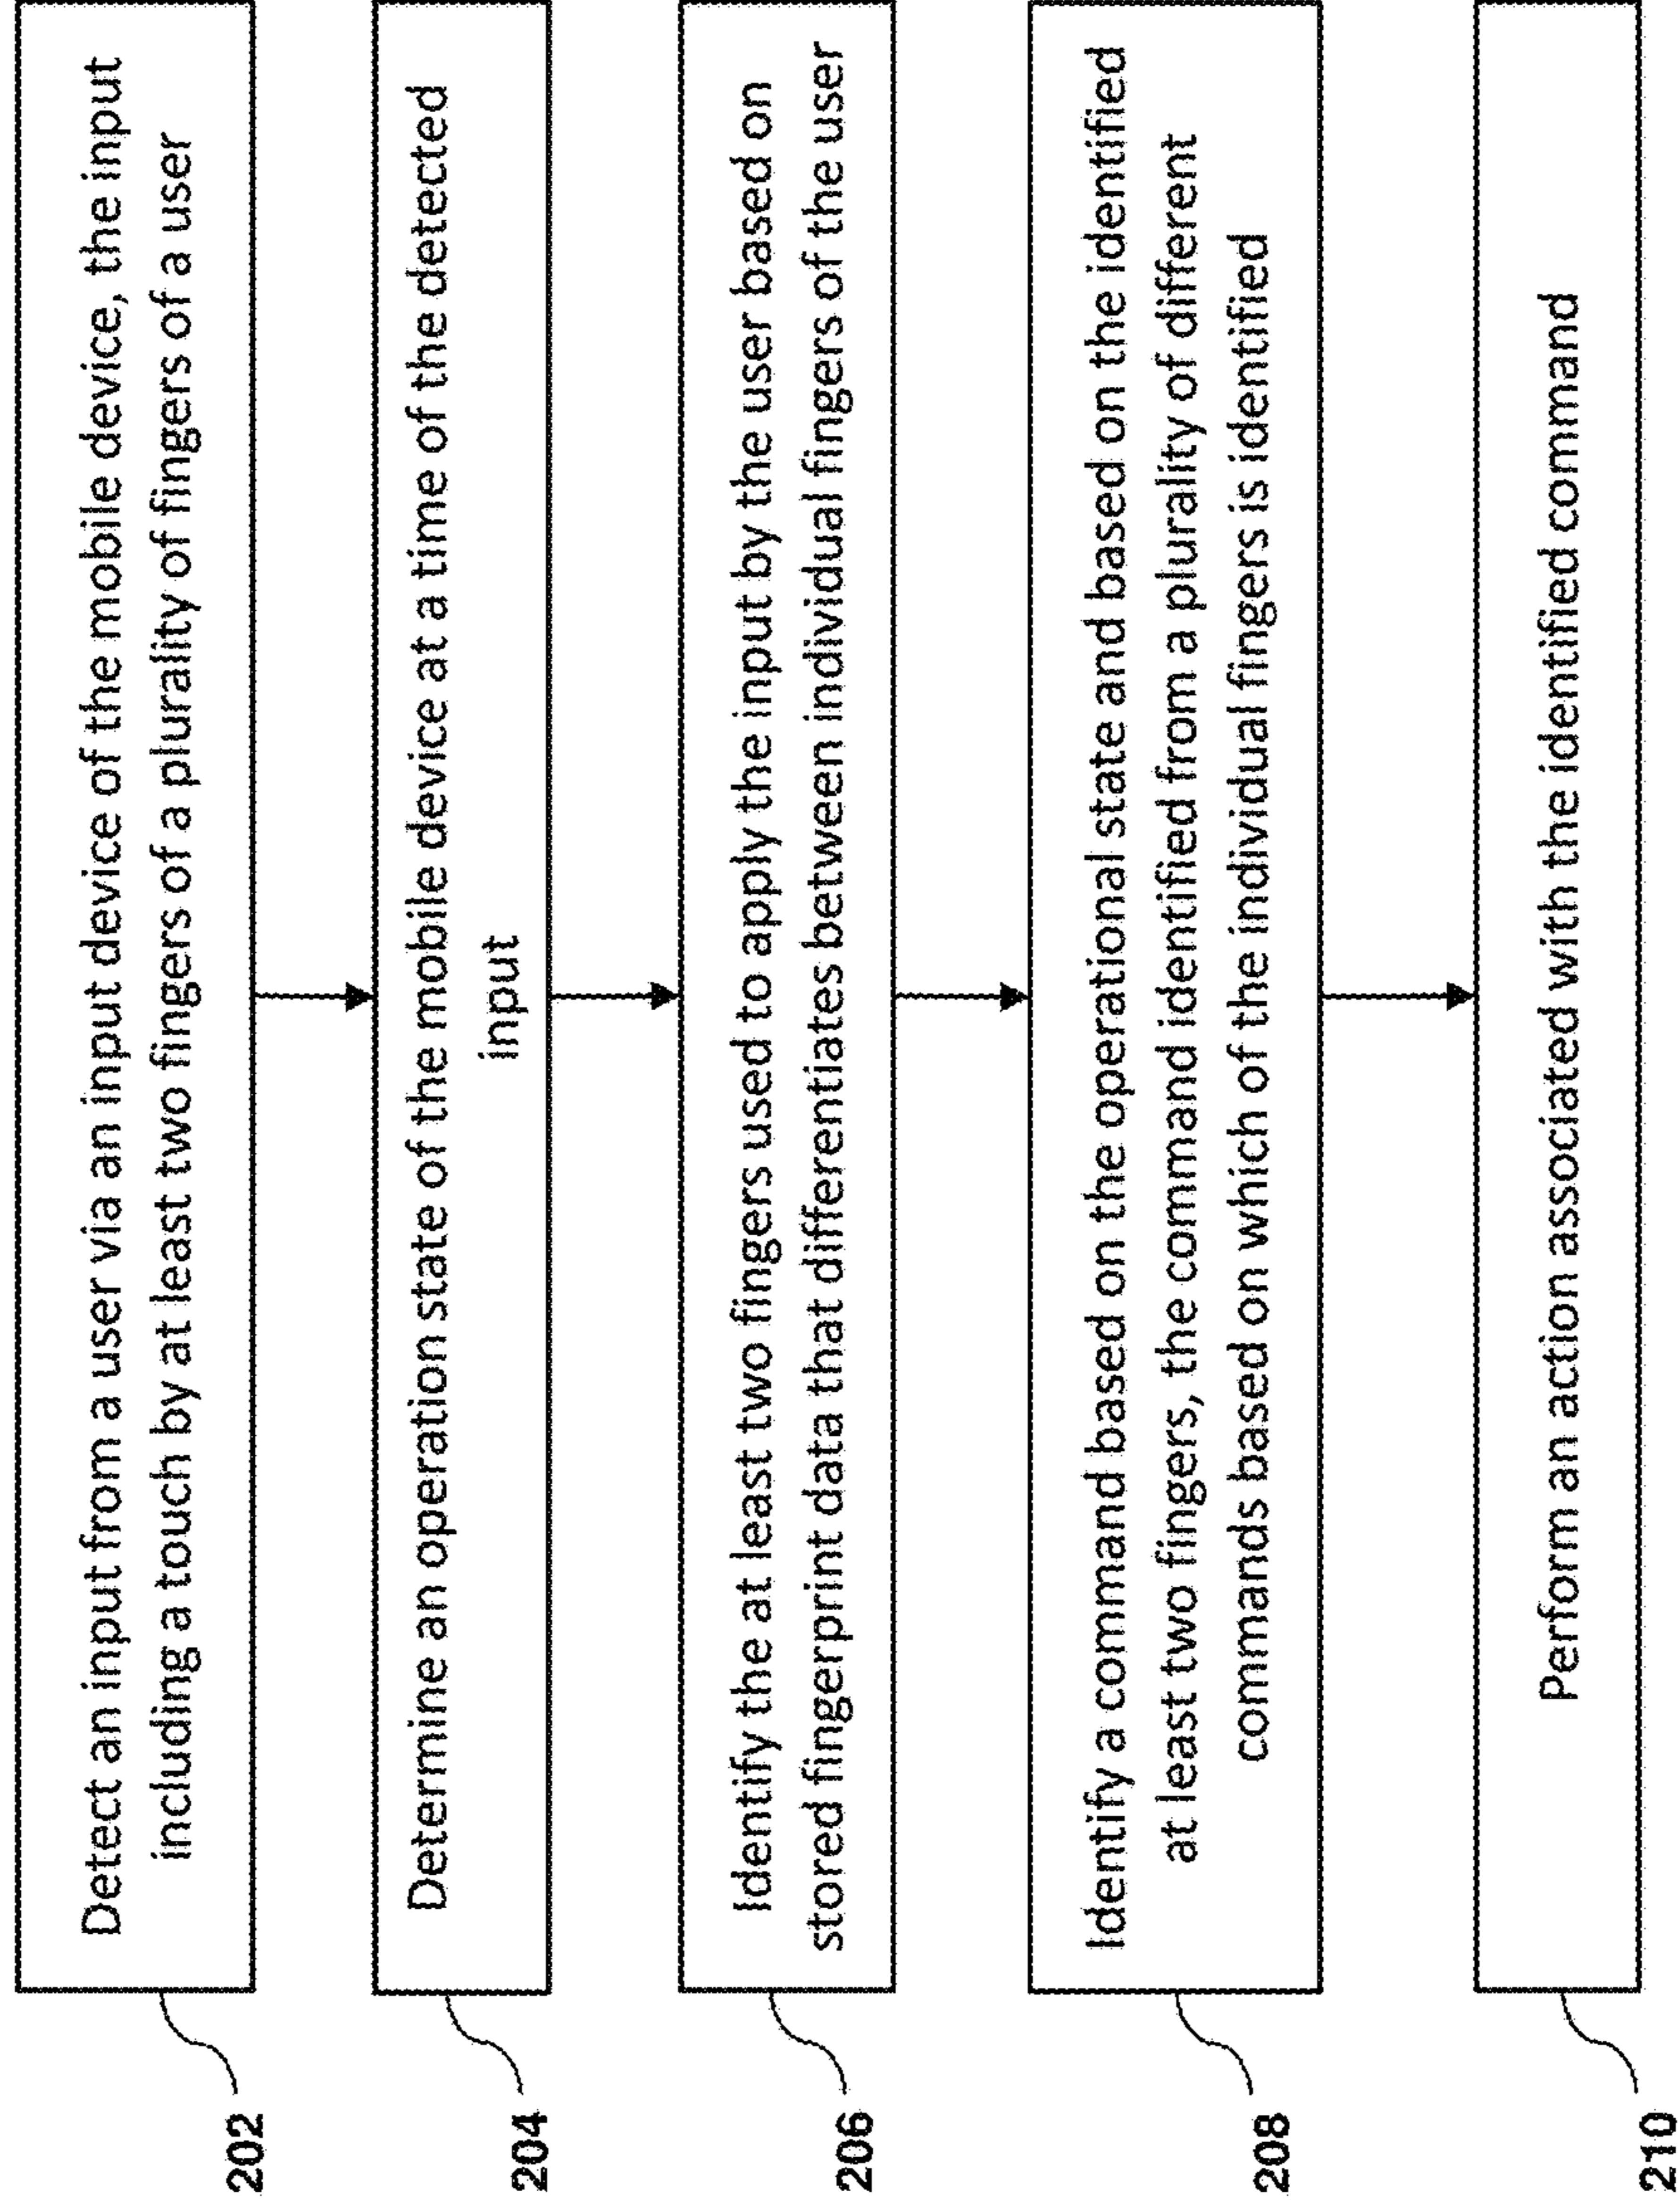 202
Detect an input from a user via an input device of the mobile device, the input
including a touch by at least two fingers of a plurality of fingers of a user
204
Determine an operation state of the mobile device at a time of the detected
input
206
Identify the at least two fingers used to apply the input by the user based on
stored fingerprint data that differentiates between individual fingers of the user
208
Identify a command based on the operational state and based on the identified
at least two fingers, the command identified from a plurality of different
commands based on which of the individual fingers is identified
210
Perform an action associated with the identified command